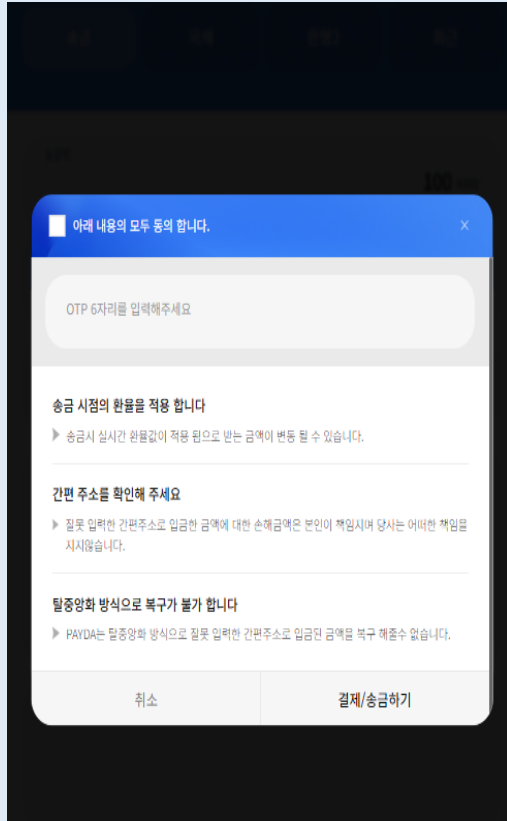 100
아래 내용의 모두 동의 합니다.
X
OTP 6자리를 입력해주세요
송금 시점의 환율을 적용 합니다
송금시 실시간 환율값이 적용 됨으로 받는 금액이 변동 될 수 있습니다.
간편 주소를 확인해 주세요
잘못 입력한 간편주소로 입금한 금액에 대한 손해금액은 본인이 책임지며 당사는 어떠한 책임을
지지않습니다.
탈중앙화 방식으로 복구가 불가 합니다
PAYDA는 탈중앙화 방식으로 잘못 입력한 간편주소로 입금된 금액을 복구 해줄수 없습니다.
취소
결제/송금하기